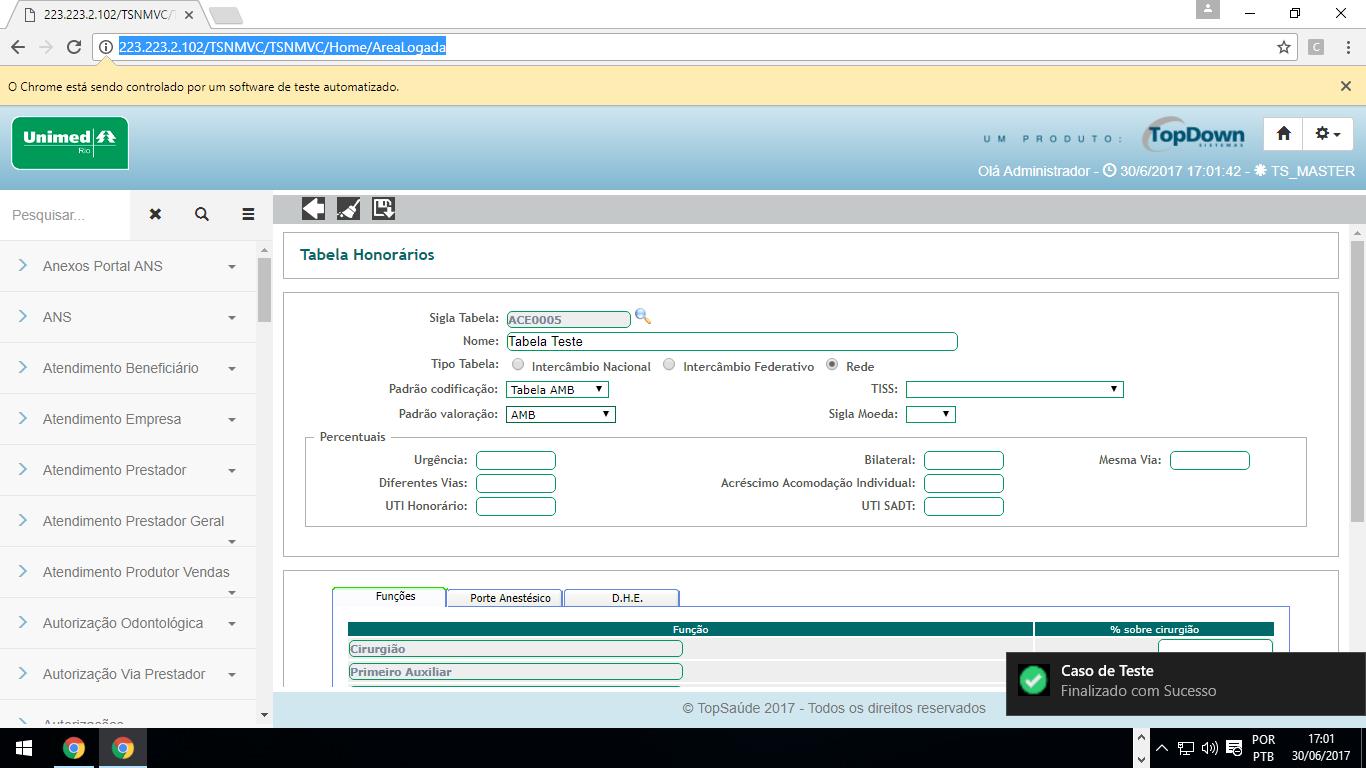 223.223.2.102/TSNMVC/T
223.223.2.102/TSNMVC/TSNMVC/Home/AreaLogada
C
O Chrome está sendo controlado por um software de teste automatizado.
Unimed
Rio
UM PRODUTO:
TopDown
SISTEMAS
Olá Administrador - 30/6/2017 17:01:42 - TS_MASTER
Pesquisar...
Anexos Portal ANS
ANS
Atendimento Beneficiário
Atendimento Empresa
Atendimento Prestador
Atendimento Prestador Geral
Atendimento Produtor Vendas
Autorização Odontológica
Autorização Via Prestador
Autorizações
Tabela Honorários
Sigla Tabela: ACE0005
Nome: Tabela Teste
Tipo Tabela: Intercâmbio Nacional Intercâmbio Federativo Rede
Padrão codificação: Tabela AMB TISS:
Padrão valoração: AMB Sigla Moeda:
Percentuais
Urgência: Bilateral: Mesma Via:
Diferentes Vias: Acréscimo Acomodação Individual:
UTI Honorário: UTI SADT:
Funções Porte Anestésico D.H.E.
Função % sobre cirurgião
Cirurgião
Primeiro Auxiliar
Caso de Teste
Finalizado com Sucesso
© TopSaúde 2017 - Todos os direitos reservados
POR
PTB
17:01
30/06/2017